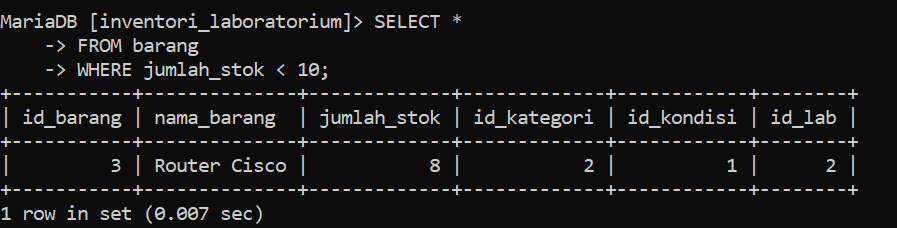 MariaDB [inventori_laboratorium]> SELECT *
    -> FROM barang
    -> WHERE jumlah_stok < 10;
+-----------+--------------+-------------+-------------+------------+--------+
| id_barang | nama_barang  | jumlah_stok | id_kategori | id_kondisi | id_lab |
+-----------+--------------+-------------+-------------+------------+--------+
|         3 | Router Cisco |           8 |           2 |          1 |      2 |
+-----------+--------------+-------------+-------------+------------+--------+
1 row in set (0.007 sec)